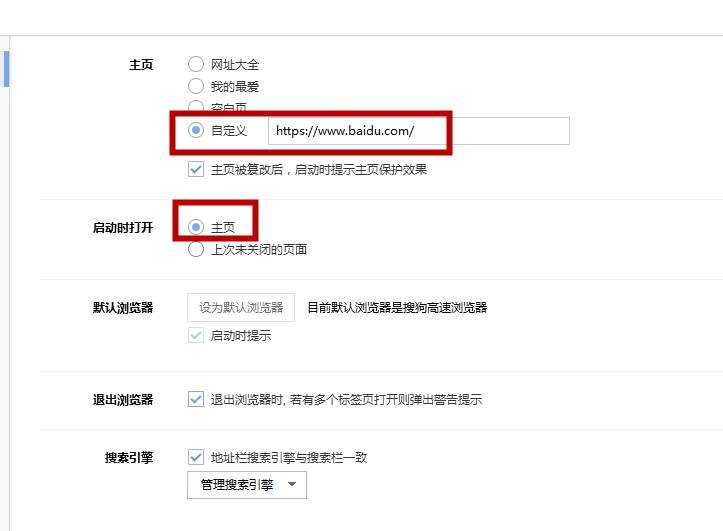 主页
网址大全
我的最爱
空白页
自定义 https://www.baidu.com/
主页被篡改后，启动时提示主页保护效果
启动时打开
主页
上次未关闭的页面
默认浏览器
设为默认浏览器 目前默认浏览器是搜狗高速浏览器
启动时提示
退出浏览器
退出浏览器时, 若有多个标签页打开则弹出警告提示
搜索引擎
地址栏搜索引擎与搜索栏一致
管理搜索引擎